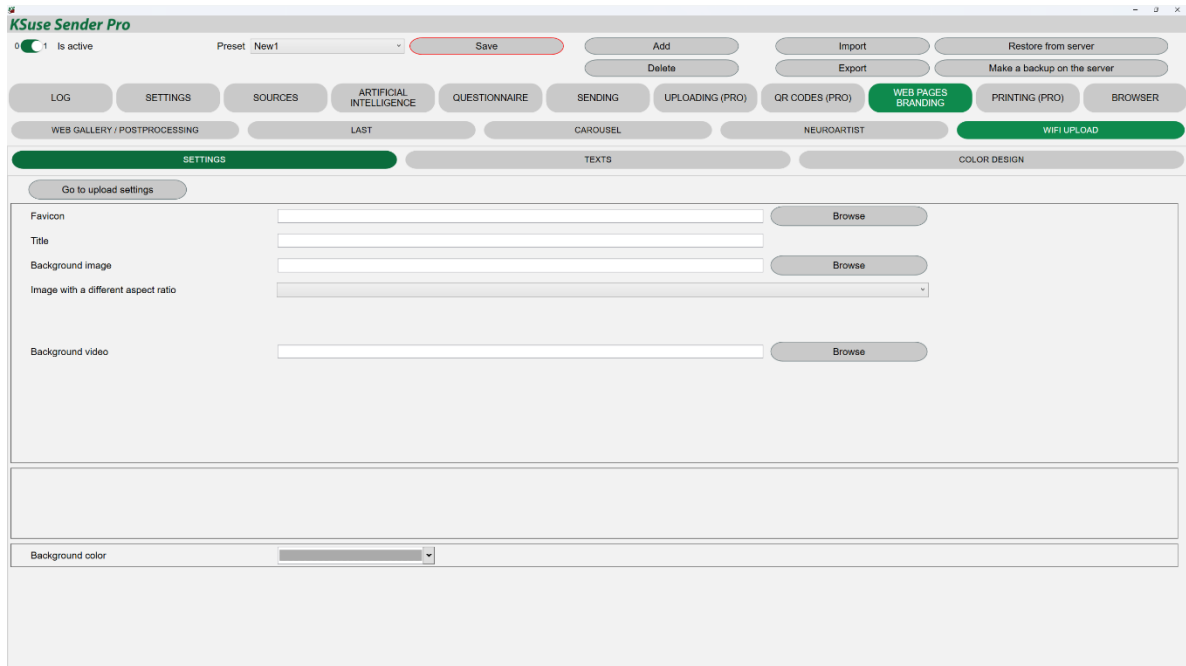 KSuse Sender Pro
0 1 Is active Preset New1 Save Add Import Restore from server
Delete Export Make a backup on the server
LOG SETTINGS SOURCES ARTIFICIAL INTELLIGENCE QUESTIONNAIRE SENDING UPLOADING (PRO) QR CODES (PRO) WEB PAGES BRANDING PRINTING (PRO) BROWSER
WEB GALLERY / POSTPROCESSING LAST CAROUSEL NEUROARTIST WIFI UPLOAD
SETTINGS TEXTS COLOR DESIGN
Go to upload settings
Favicon Browse
Title
Background image Browse
Image with a different aspect ratio
Background video Browse
Background color